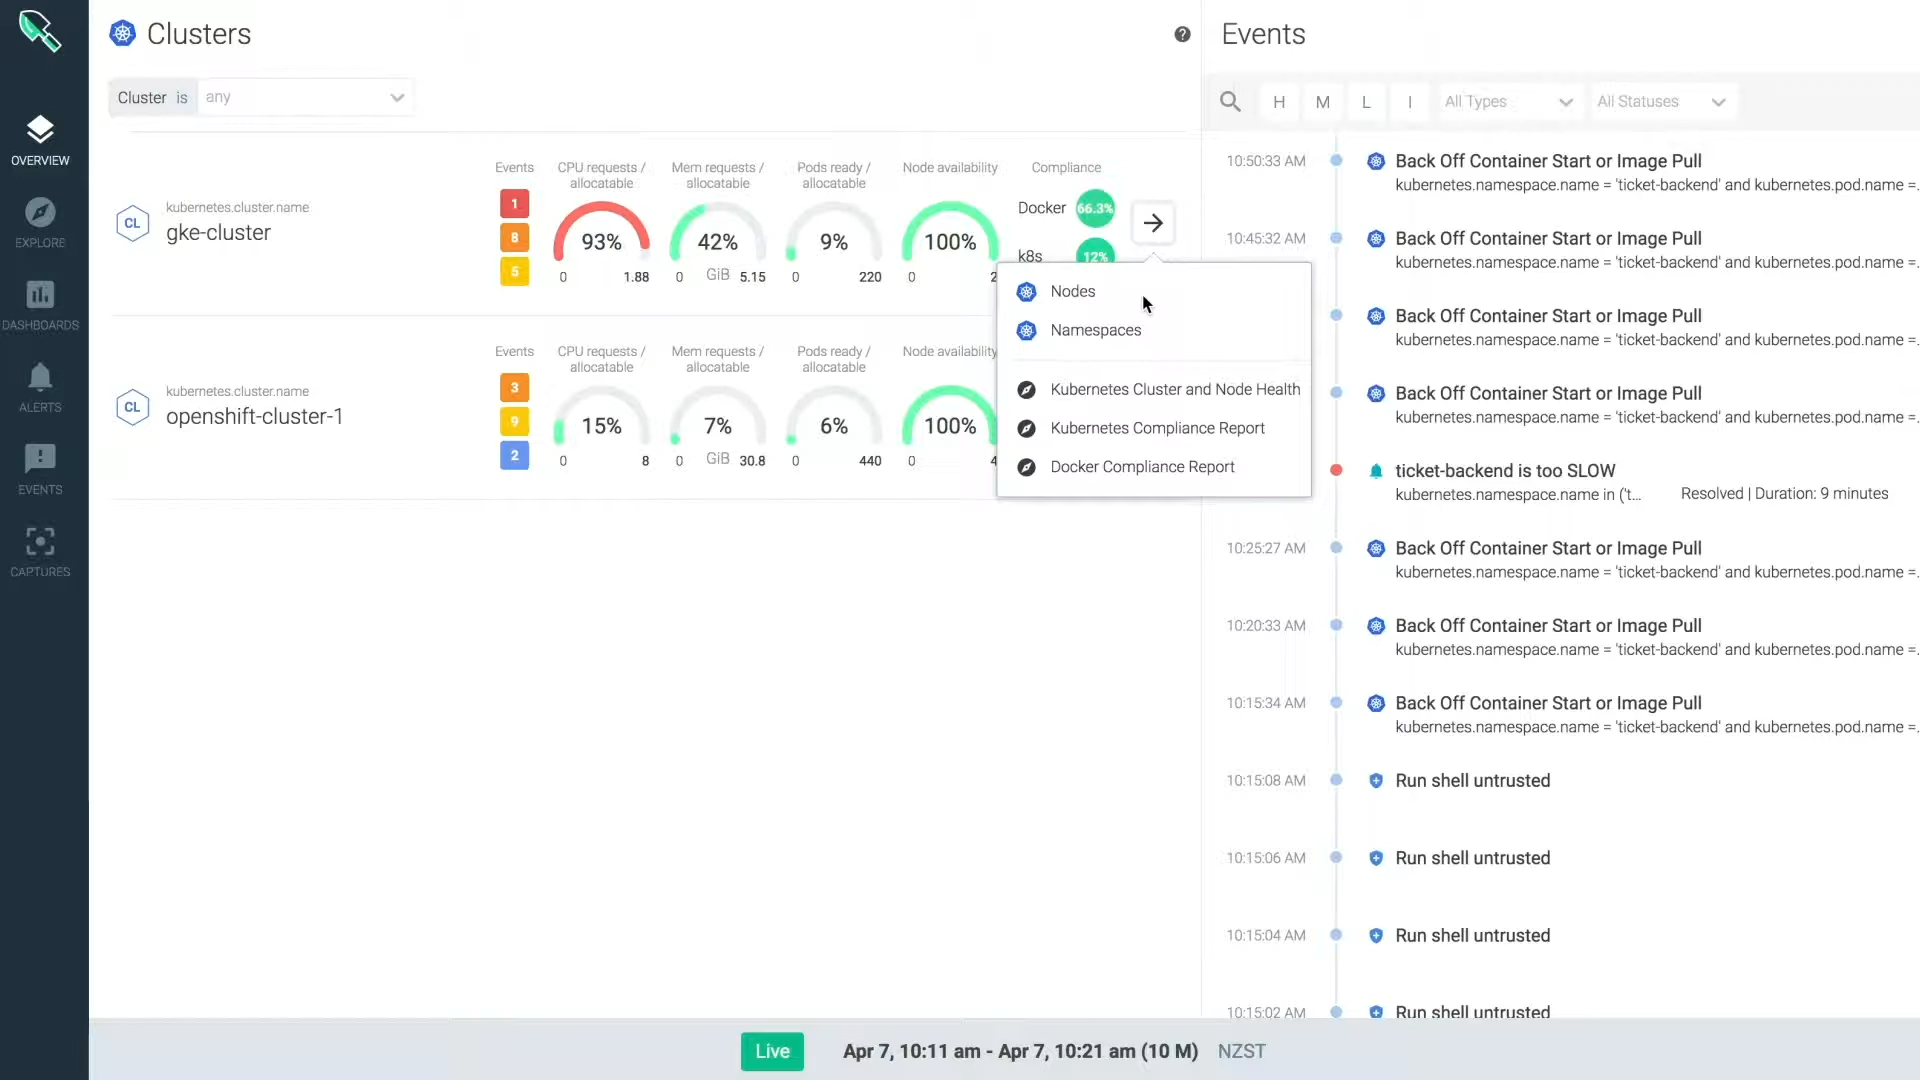 Clusters
Cluster is any
OVERVIEW
EXPLORE
DASHBOARDS
ALERTS
EVENTS
CAPTURES
CL
kubernetes.cluster.name
gke-cluster
Events
1
8
5
CPU requests /
allocatable
93%
0 1.88
Mem requests /
allocatable
42%
0 GiB 5.15
Pods ready /
allocatable
9%
0 220
Node availability
100%
0 2
Compliance
Docker 66.3%
k8s 12%
Nodes
Namespaces
Kubernetes Cluster and Node Health
Kubernetes Compliance Report
Docker Compliance Report
CL
kubernetes.cluster.name
openshift-cluster-1
Events
3
9
2
CPU requests /
allocatable
15%
0 8
Mem requests /
allocatable
7%
0 GiB 30.8
Pods ready /
allocatable
6%
0 440
Node availability
100%
0 4
Events
H M L I All Types All Statuses
10:50:33 AM Back Off Container Start or Image Pull
kubernetes.namespace.name = 'ticket-backend' and kubernetes.pod.name =.
10:45:32 AM Back Off Container Start or Image Pull
kubernetes.namespace.name = 'ticket-backend' and kubernetes.pod.name =.
Back Off Container Start or Image Pull
kubernetes.namespace.name = 'ticket-backend' and kubernetes.pod.name =.
Back Off Container Start or Image Pull
kubernetes.namespace.name = 'ticket-backend' and kubernetes.pod.name =.
ticket-backend is too SLOW
kubernetes.namespace.name in ('t... Resolved | Duration: 9 minutes
10:25:27 AM Back Off Container Start or Image Pull
kubernetes.namespace.name = 'ticket-backend' and kubernetes.pod.name =.
10:20:33 AM Back Off Container Start or Image Pull
kubernetes.namespace.name = 'ticket-backend' and kubernetes.pod.name =.
10:15:34 AM Back Off Container Start or Image Pull
kubernetes.namespace.name = 'ticket-backend' and kubernetes.pod.name =.
10:15:08 AM Run shell untrusted
10:15:06 AM Run shell untrusted
10:15:04 AM Run shell untrusted
10:15:02 AM Run shell untrusted
Live Apr 7, 10:11 am - Apr 7, 10:21 am (10 M) NZST